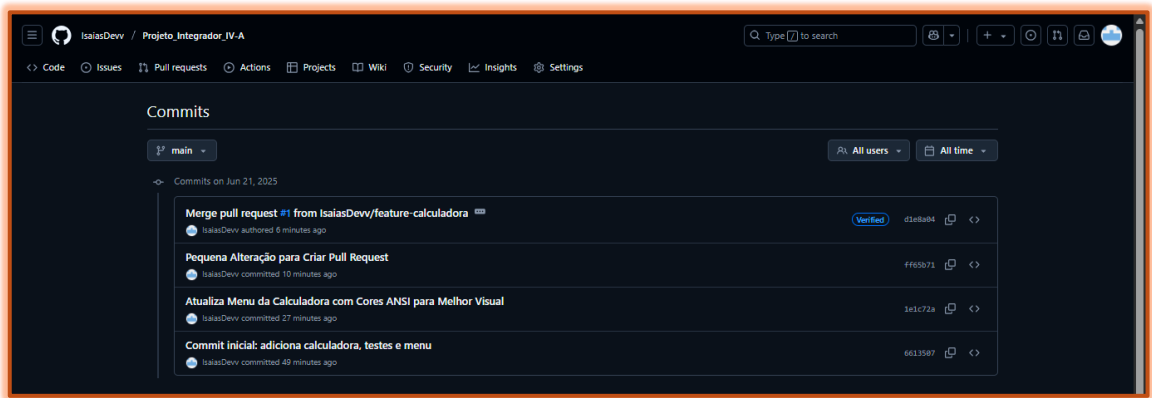 IsaiasDevv / Projeto_Integrador_IV-A
Type / to search
Code Issues Pull requests Actions Projects Wiki Security Insights Settings
Commits
main All users All time
Commits on Jun 21, 2025
Merge pull request #1 from IsaiasDevv/feature-calculadora
Verified d1e8a04
IsaiasDevv authored 6 minutes ago
Pequena Alteração para Criar Pull Request
ff65b71
IsaiasDevv committed 10 minutes ago
Atualiza Menu da Calculadora com Cores ANSI para Melhor Visual
1e1c72a
IsaiasDevv committed 27 minutes ago
Commit inicial: adiciona calculadora, testes e menu
6613507
IsaiasDevv committed 49 minutes ago